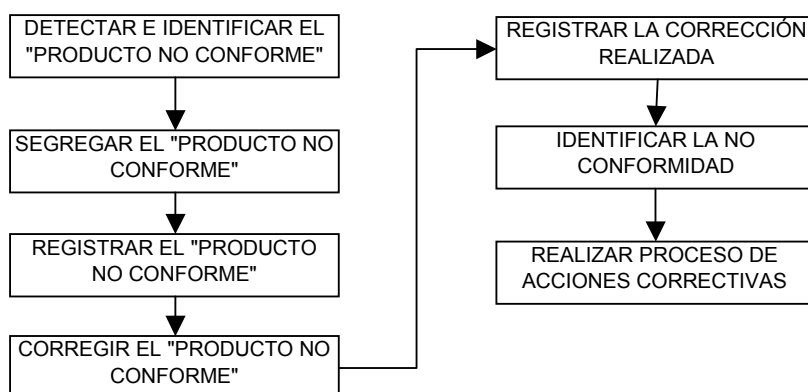 DETECTAR E IDENTIFICAR EL
"PRODUCTO NO CONFORME"
SEGREGAR EL "PRODUCTO NO
CONFORME"
REGISTRAR EL "PRODUCTO
NO CONFORME"
CORREGIR EL "PRODUCTO NO
CONFORME"
REGISTRAR LA CORRECCIÓN
REALIZADA
IDENTIFICAR LA NO
CONFORMIDAD
REALIZAR PROCESO DE
ACCIONES CORRECTIVAS